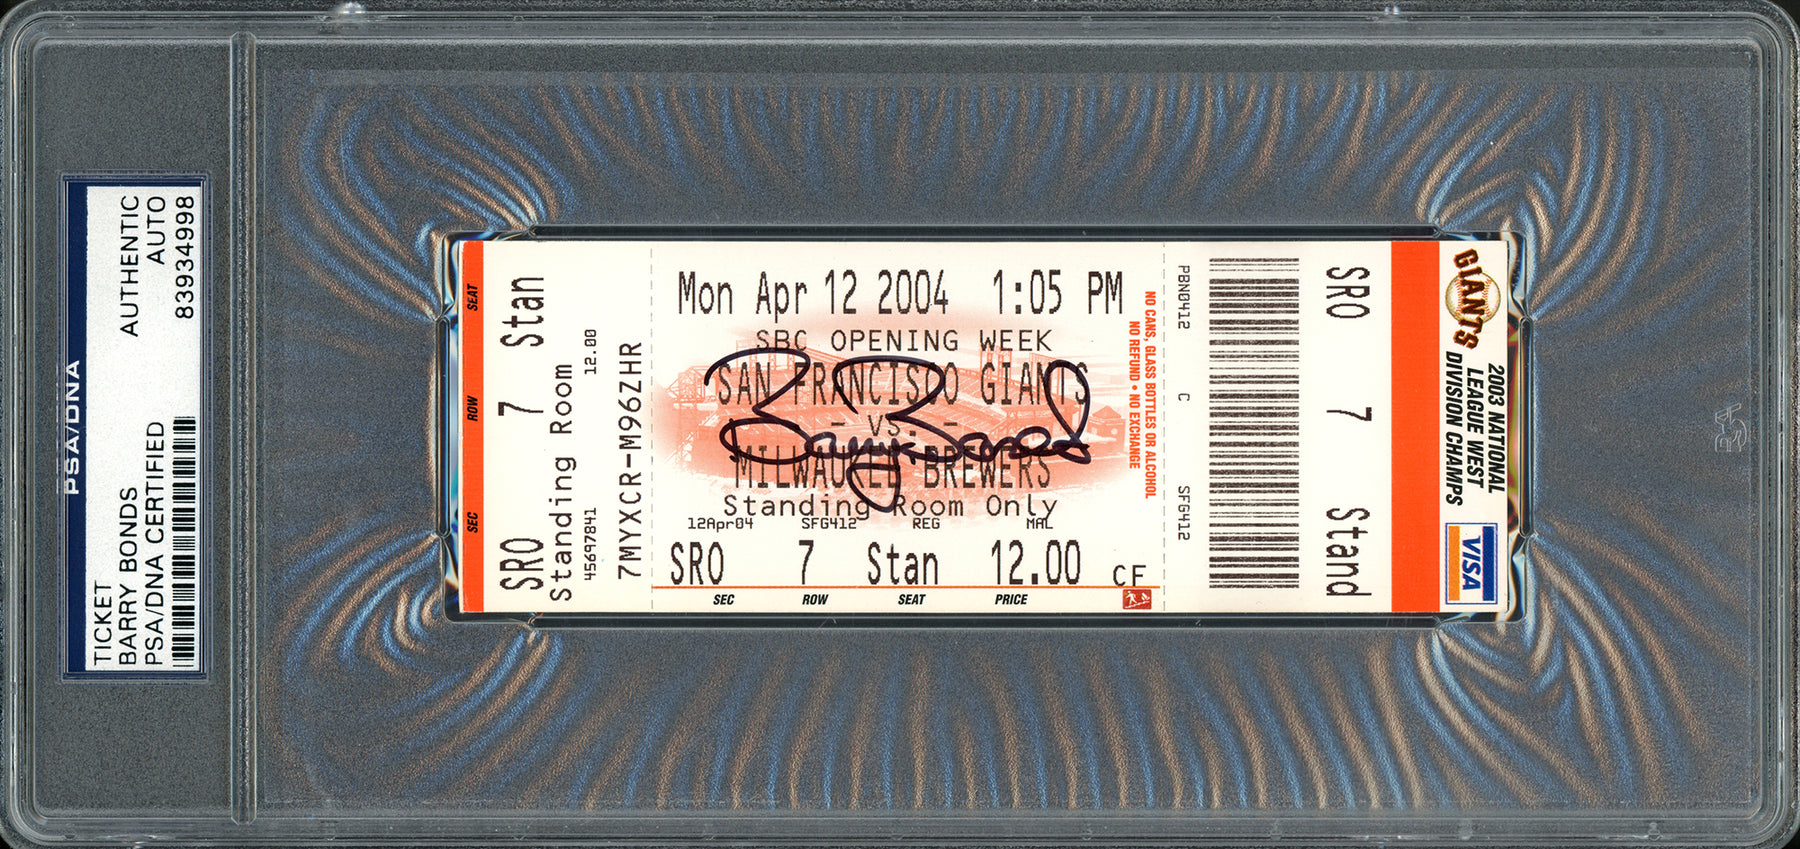 PSA/DNA
TICKET
BARRY BONDS
PSA/DNA CERTIFIED
AUTHENTIC
AUTO
83934998
SEC ROW SEAT
SRO 7 Stan
Standing Room 12.00
45697841
7MYXCR-M96ZHR
Mon Apr 12 2004 1:05 PM
SBC OPENING WEEK
SAN FRANCISCO GIANTS
- VS. -
MILWAUKEE BREWERS
Standing Room Only
12Apr04 SFG412 REG MAL
SRO 7 Stan 12.00 CF
SEC ROW SEAT PRICE
Barry Bonds
NO CANS, GLASS BOTTLES OR ALCOHOL
NO REFUND • NO EXCHANGE
PBN0412 C SFG412
SRO 7 Stand
GIANTS
2003 NATIONAL
LEAGUE WEST
DIVISION CHAMPS
VISA